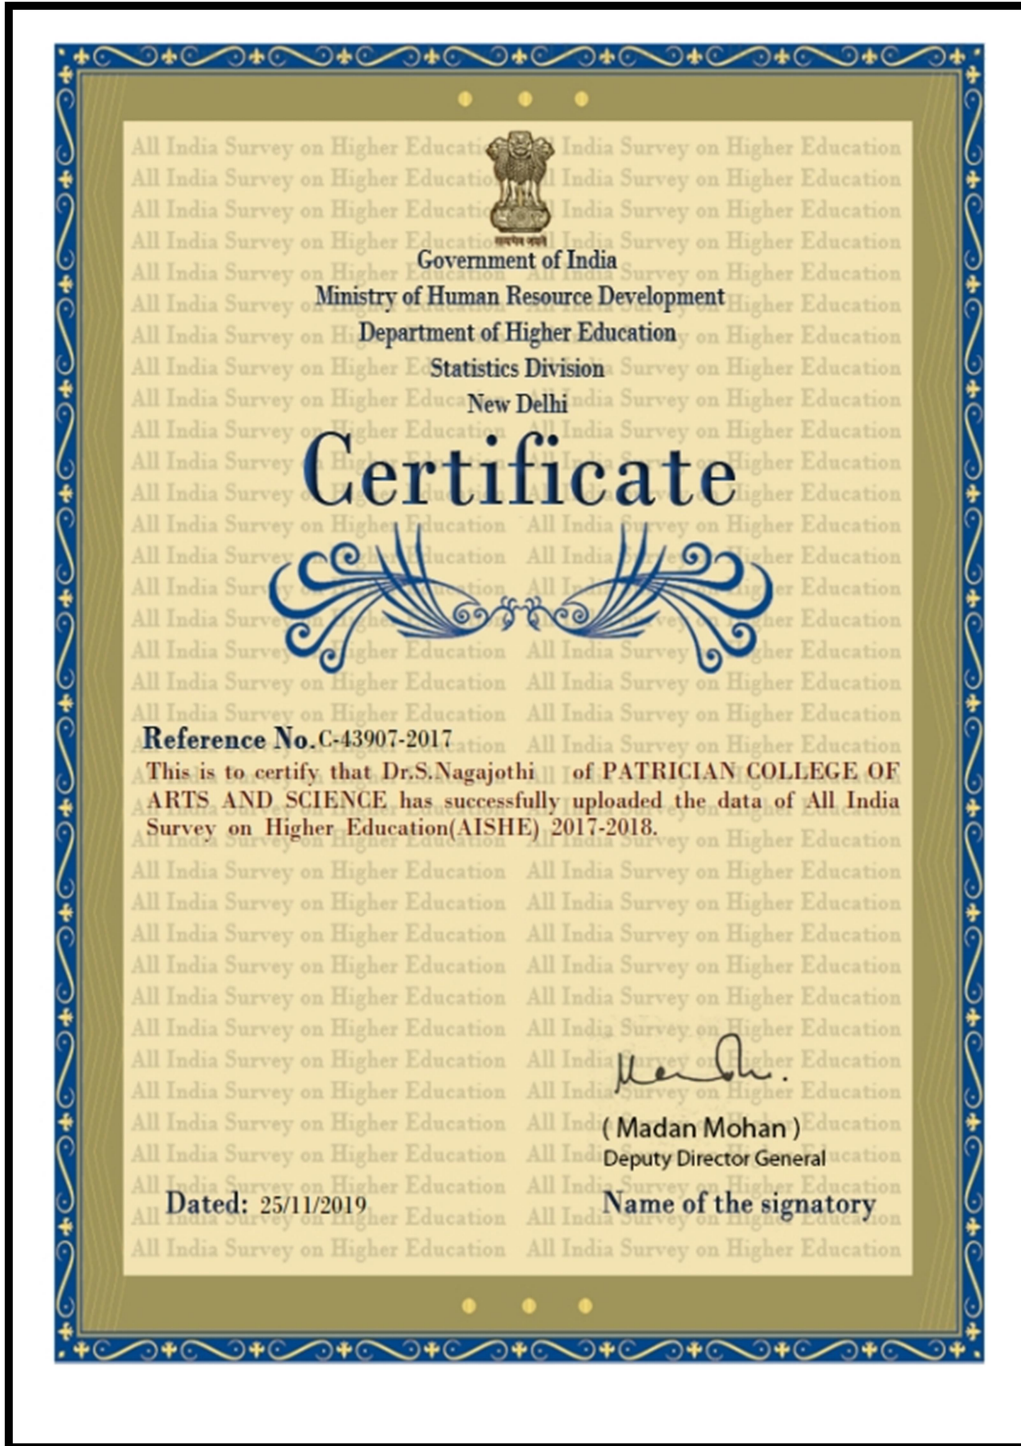 सत्यमेव जयते
Government of India
Ministry of Human Resource Development
Department of Higher Education
Statistics Division
New Delhi
Certificate
Reference No.C-43907-2017
This is to certify that Dr.S.Nagajothi of PATRICIAN COLLEGE OF
ARTS AND SCIENCE has successfully uploaded the data of All India
Survey on Higher Education(AISHE) 2017-2018.
( Madan Mohan )
Deputy Director General
Dated: 25/11/2019 Name of the signatory